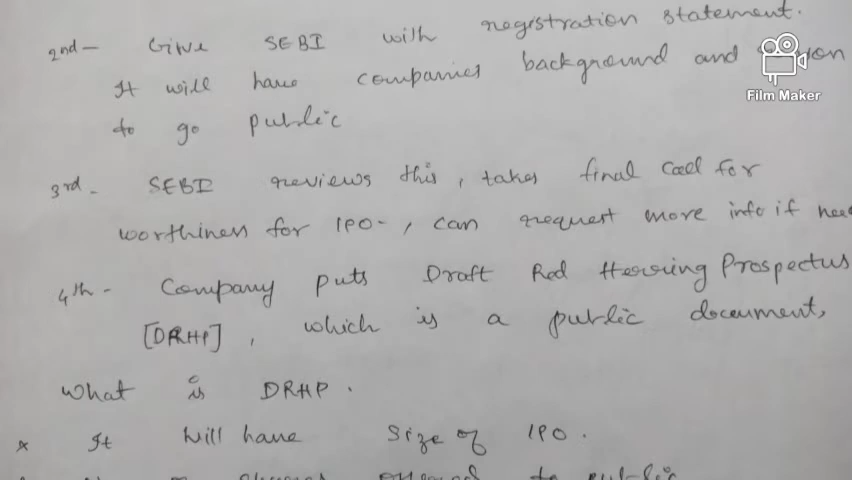 2nd - Give SEBI with registration statement.
It will have companies background and
to go public
3rd - SEBI reviews this, takes final call for
worthiness for IPO-, can request more info if
4th - Company puts Draft Red Herring Prospectus
[DRHP], which is a public document,
What is DRHP.
x It will have size of IPO.
to public
Film Maker